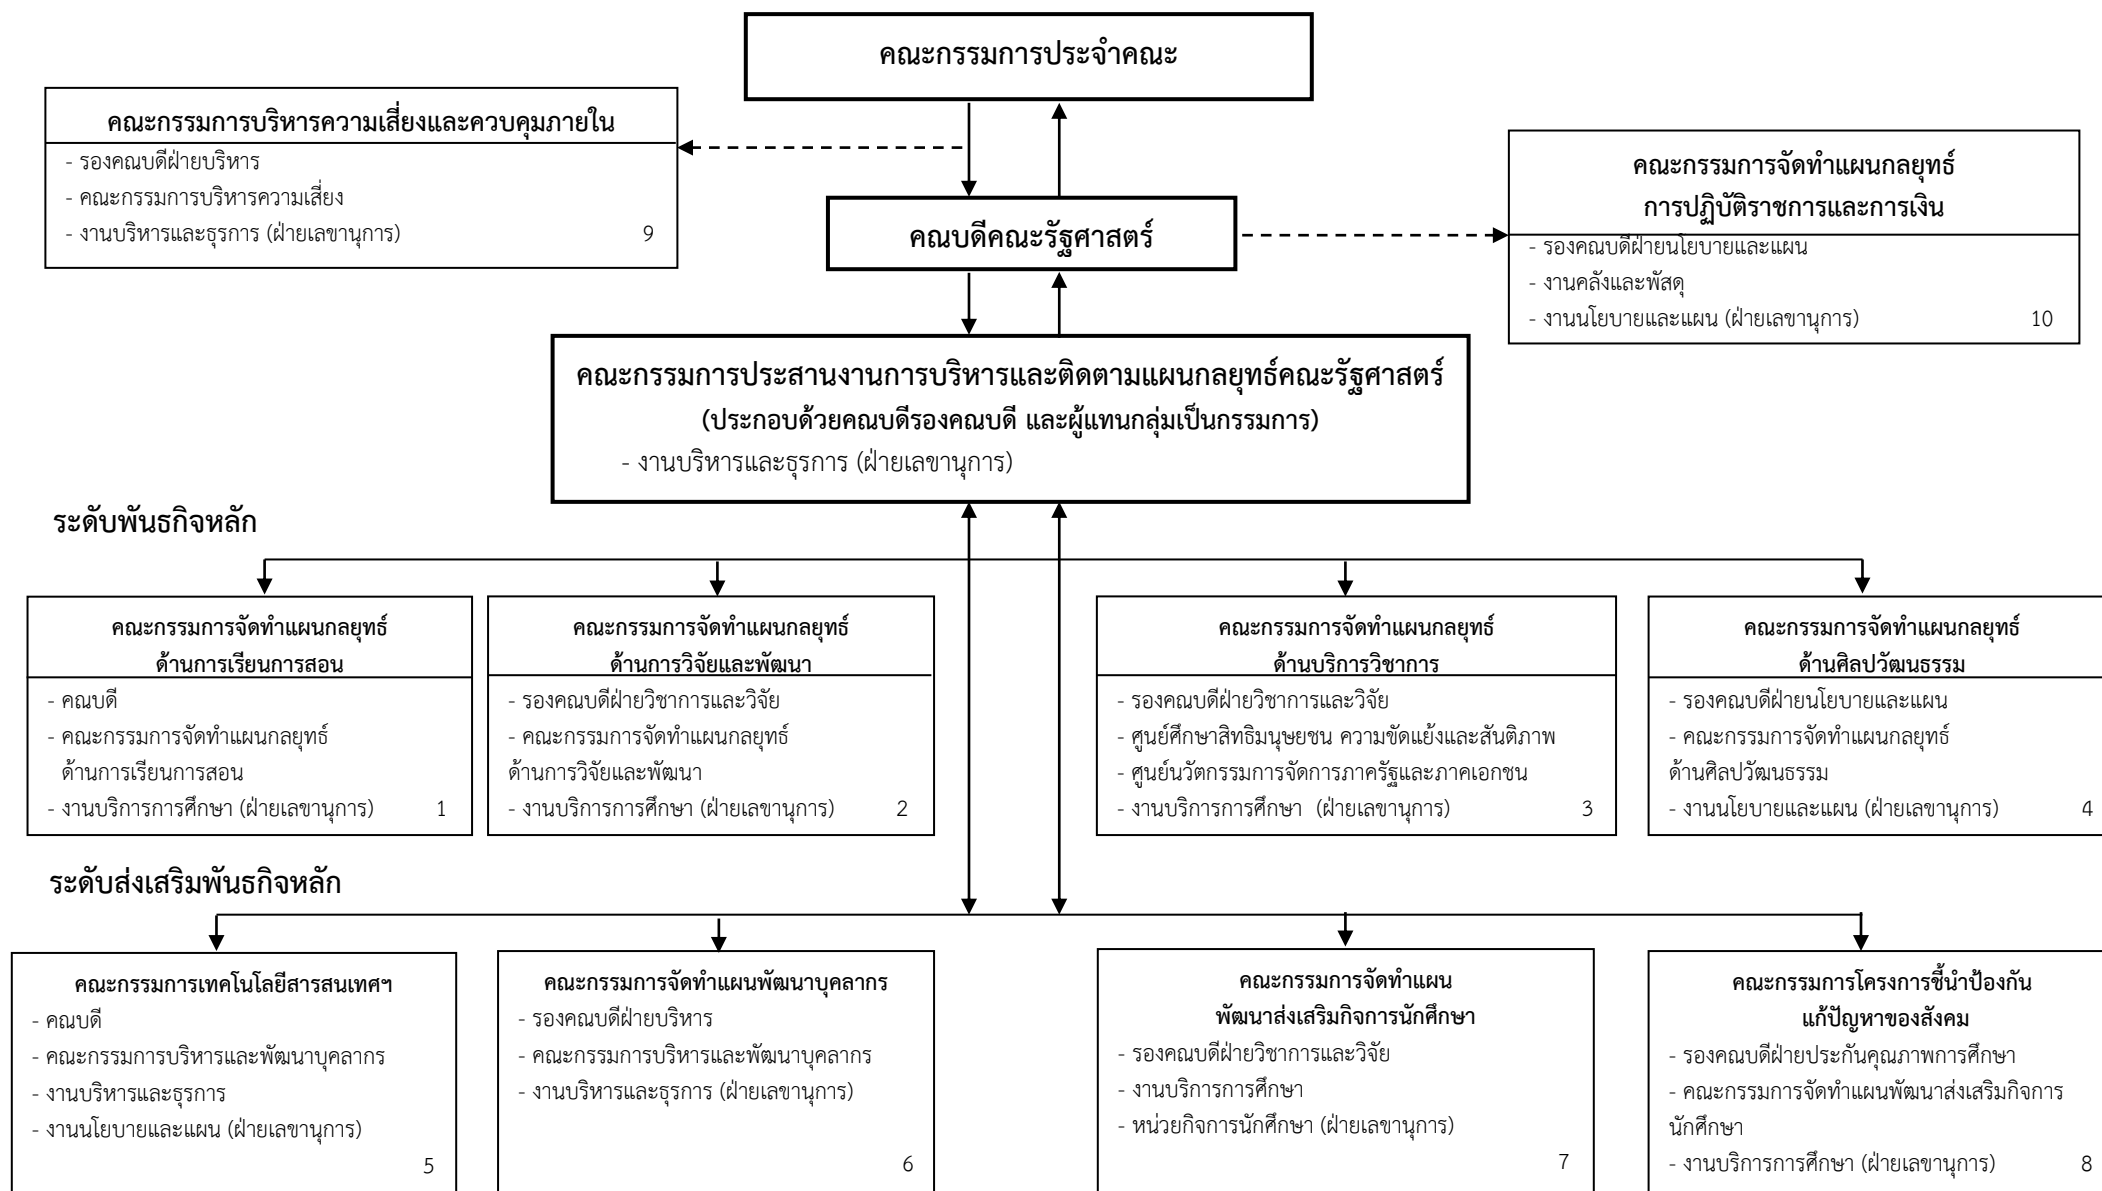 คณะกรรมการประจำคณะ
คณะกรรมการบริหารความเสี่ยงและควบคุมภายใน
- รองคณบดีฝ่ายบริหาร
- คณะกรรมการบริหารความเสี่ยง
- งานบริหารและธุรการ (ฝ่ายเลขานุการ) 9
คณะกรรมการจัดทำแผนกลยุทธ์
การปฏิบัติราชการและการเงิน
- รองคณบดีฝ่ายนโยบายและแผน
- งานคลังและพัสดุ
- งานนโยบายและแผน (ฝ่ายเลขานุการ) 10
คณบดีคณะรัฐศาสตร์
คณะกรรมการประสานงานการบริหารและติดตามแผนกลยุทธ์คณะรัฐศาสตร์
(ประกอบด้วยคณบดีรองคณบดี และผู้แทนกลุ่มเป็นกรรมการ)
- งานบริหารและธุรการ (ฝ่ายเลขานุการ)
ระดับพันธกิจหลัก
คณะกรรมการจัดทำแผนกลยุทธ์
ด้านการเรียนการสอน
- คณบดี
- คณะกรรมการจัดทำแผนกลยุทธ์
ด้านการเรียนการสอน
- งานบริการการศึกษา (ฝ่ายเลขานุการ) 1
คณะกรรมการจัดทำแผนกลยุทธ์
ด้านการวิจัยและพัฒนา
- รองคณบดีฝ่ายวิชาการและวิจัย
- คณะกรรมการจัดทำแผนกลยุทธ์
ด้านการวิจัยและพัฒนา
- งานบริการการศึกษา (ฝ่ายเลขานุการ) 2
คณะกรรมการจัดทำแผนกลยุทธ์
ด้านบริการวิชาการ
- รองคณบดีฝ่ายวิชาการและวิจัย
- ศูนย์ศึกษาสิทธิมนุษยชน ความขัดแย้งและสันติภาพ
- ศูนย์นวัตกรรมการจัดการภาครัฐและภาคเอกชน
- งานบริการการศึกษา (ฝ่ายเลขานุการ) 3
คณะกรรมการจัดทำแผนกลยุทธ์
ด้านศิลปวัฒนธรรม
- รองคณบดีฝ่ายนโยบายและแผน
- คณะกรรมการจัดทำแผนกลยุทธ์
ด้านศิลปวัฒนธรรม
- งานนโยบายและแผน (ฝ่ายเลขานุการ) 4
ระดับส่งเสริมพันธกิจหลัก
คณะกรรมการเทคโนโลยีสารสนเทศฯ
- คณบดี
- คณะกรรมการบริหารและพัฒนาบุคลากร
- งานบริหารและธุรการ
- งานนโยบายและแผน (ฝ่ายเลขานุการ)
5
คณะกรรมการจัดทำแผนพัฒนาบุคลากร
- รองคณบดีฝ่ายบริหาร
- คณะกรรมการบริหารและพัฒนาบุคลากร
- งานบริหารและธุรการ (ฝ่ายเลขานุการ)
6
คณะกรรมการจัดทำแผน
พัฒนาส่งเสริมกิจการนักศึกษา
- รองคณบดีฝ่ายวิชาการและวิจัย
- งานบริการการศึกษา
- หน่วยกิจการนักศึกษา (ฝ่ายเลขานุการ)
7
คณะกรรมการโครงการชี้นำป้องกัน
แก้ปัญหาของสังคม
- รองคณบดีฝ่ายประกันคุณภาพการศึกษา
- คณะกรรมการจัดทำแผนพัฒนาส่งเสริมกิจการ
นักศึกษา
- งานบริการการศึกษา (ฝ่ายเลขานุการ) 8